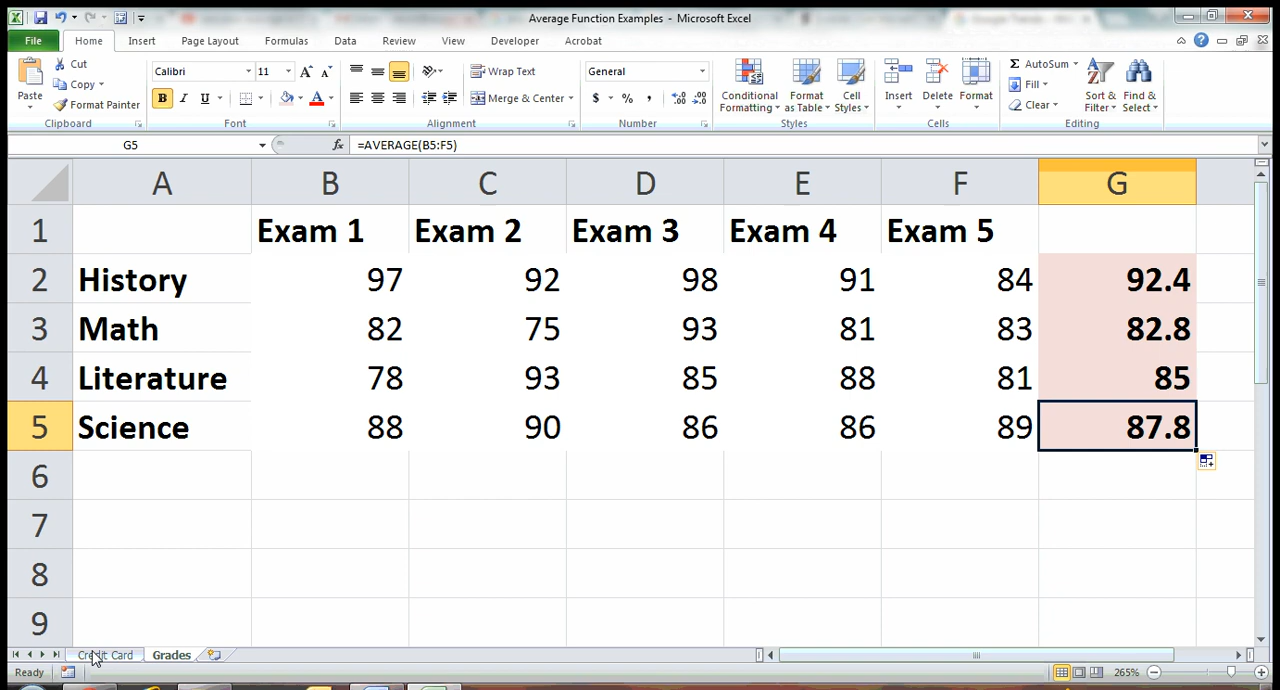 Average Function Examples - Microsoft Excel
File Home Insert Page Layout Formulas Data Review View Developer Acrobat
Paste
Cut
Copy
Format Painter
Clipboard
Calibri 11
B I U
Font
Wrap Text
Merge & Center
Alignment
General
$ % ,
Number
Conditional Formatting
Format as Table
Cell Styles
Styles
Insert Delete Format
Cells
Σ AutoSum
Fill
Clear
Sort & Filter
Find & Select
Editing
G5 fx =AVERAGE(B5:F5)
A B C D E F G
1 Exam 1 Exam 2 Exam 3 Exam 4 Exam 5
2 History 97 92 98 91 84 92.4
3 Math 82 75 93 81 83 82.8
4 Literature 78 93 85 88 81 85
5 Science 88 90 86 86 89 87.8
6
7
8
9
Credit Card Grades
Ready 265%